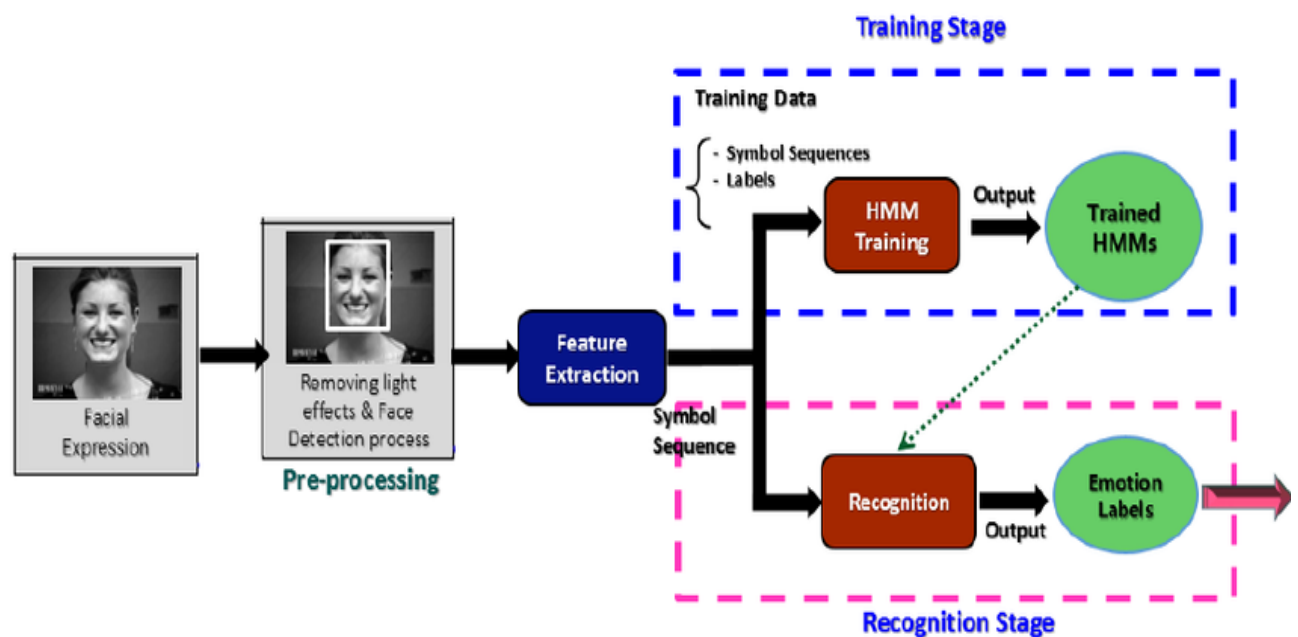 Training Stage
Training Data
- Symbol Sequences
- Labels
HMM
Training
Output
Trained
HMMs
Facial
Expression
Removing light
effects & Face
Detection process
Pre-processing
Feature
Extraction
Symbol
Sequence
Recognition
Output
Emotion
Labels
Recognition Stage